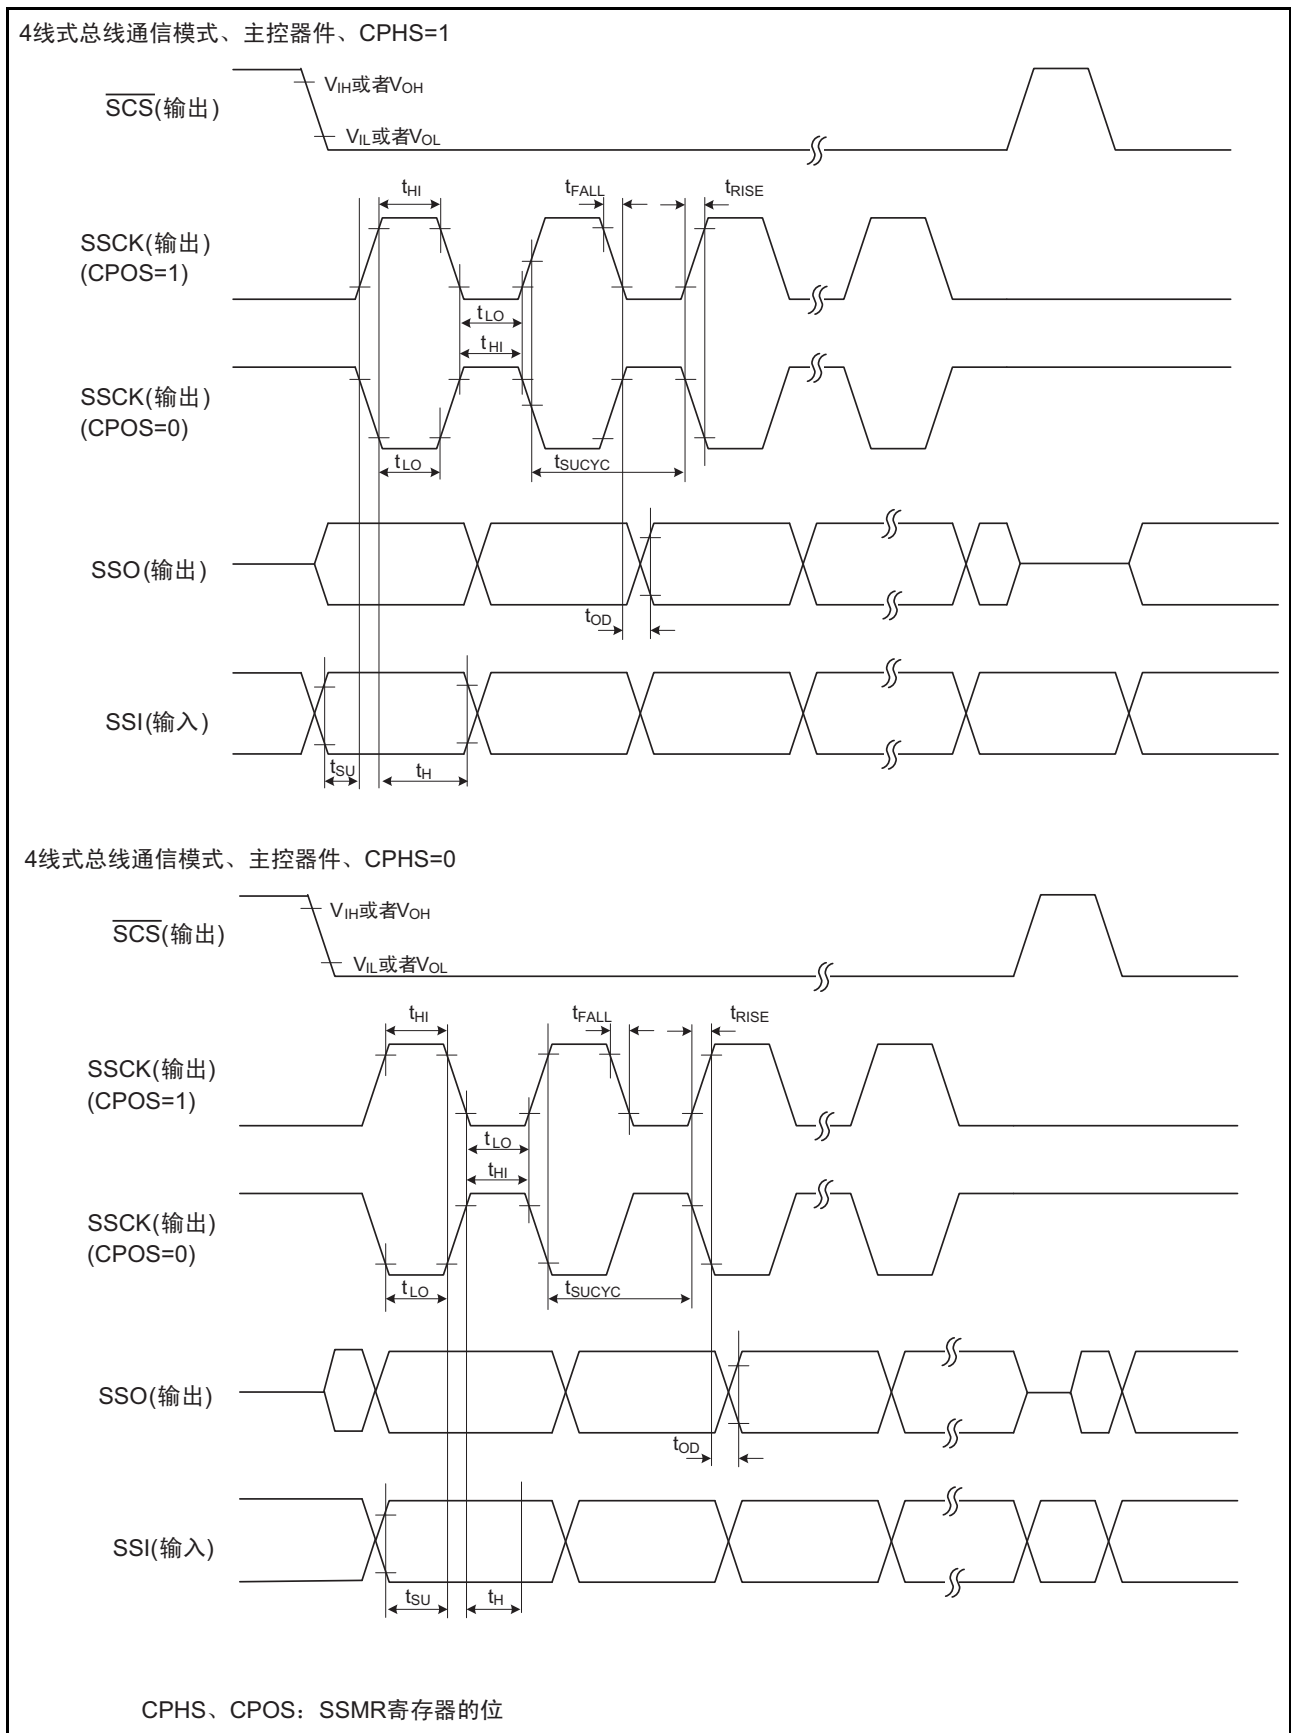 4线式总线通信模式、主控器件、CPHS=1
VIH或者VOH
SCS(输出)
VIL或者VOL
tHI
tFALL
tRISE
SSCK(输出)
(CPOS=1)
tLO
tHI
SSCK(输出)
(CPOS=0)
tLO
tSUCYC
SSO(输出)
tOD
SSI(输入)
tSU
tH
4线式总线通信模式、主控器件、CPHS=0
VIH或者VOH
SCS(输出)
VIL或者VOL
tHI
tFALL
tRISE
SSCK(输出)
(CPOS=1)
tLO
tHI
SSCK(输出)
(CPOS=0)
tLO
tSUCYC
SSO(输出)
tOD
SSI(输入)
tSU
tH
CPHS、CPOS：SSMR寄存器的位